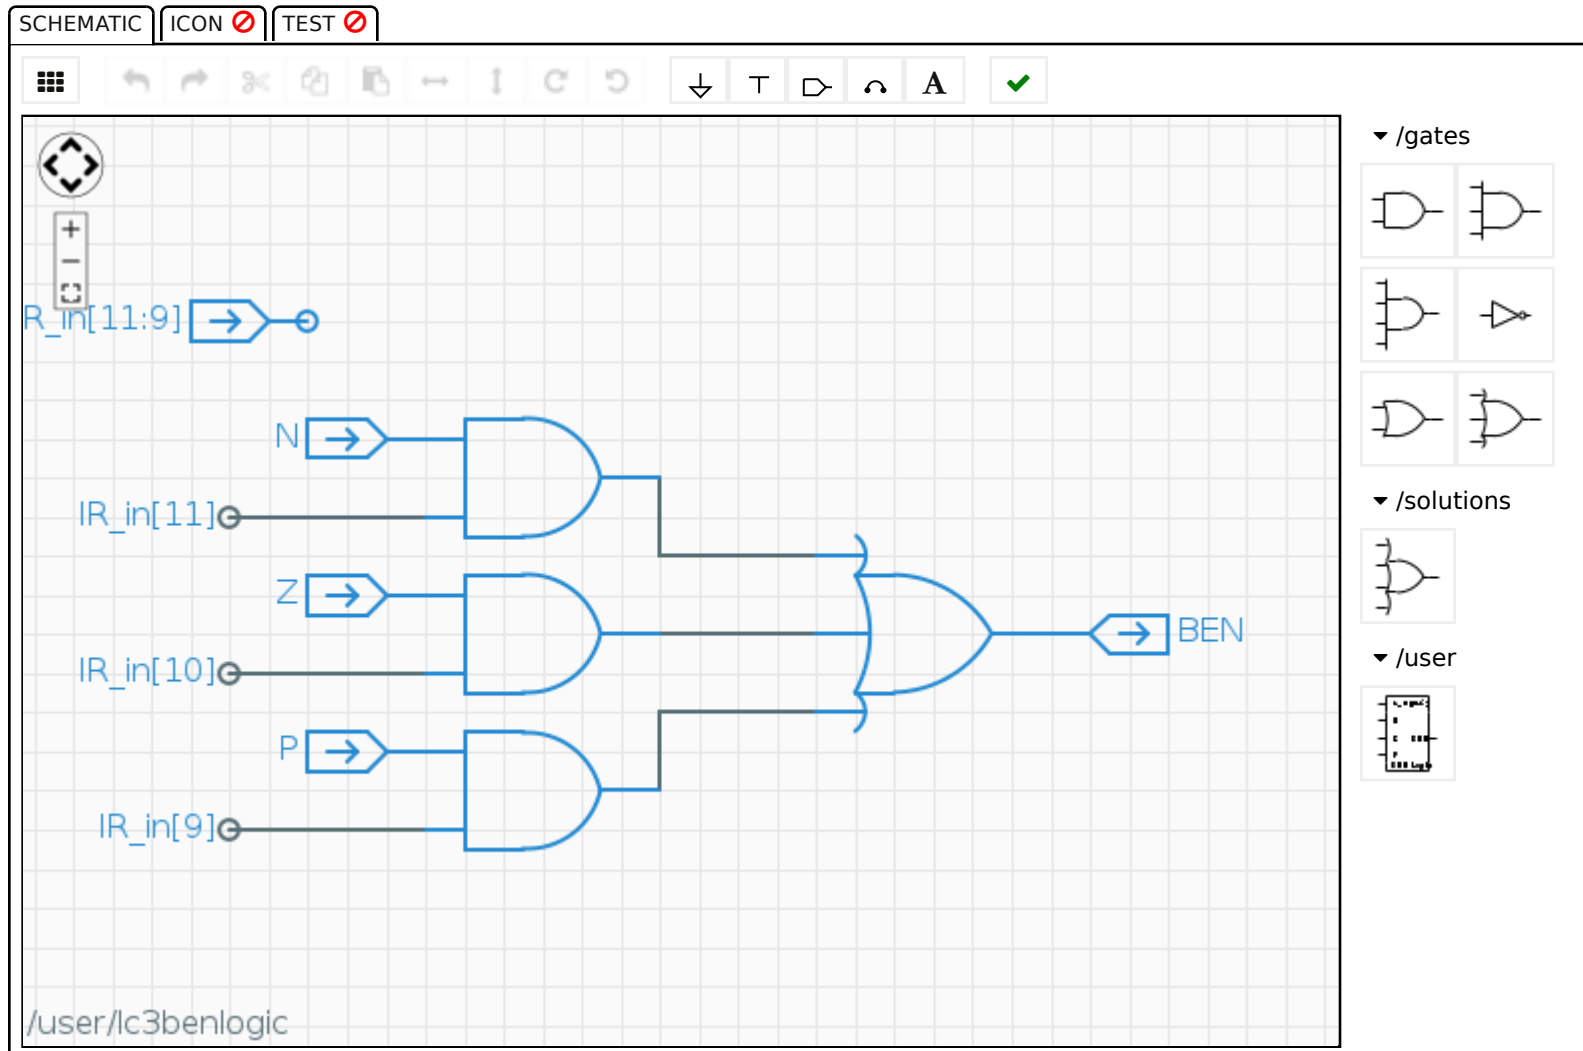 SCHEMATIC ICON TEST
A
/gates
R_in[11:9]
N
IR_in[11]
/solutions
Z
BEN
/user
IR_in[10]
P
IR_in[9]
/user/lc3benlogic